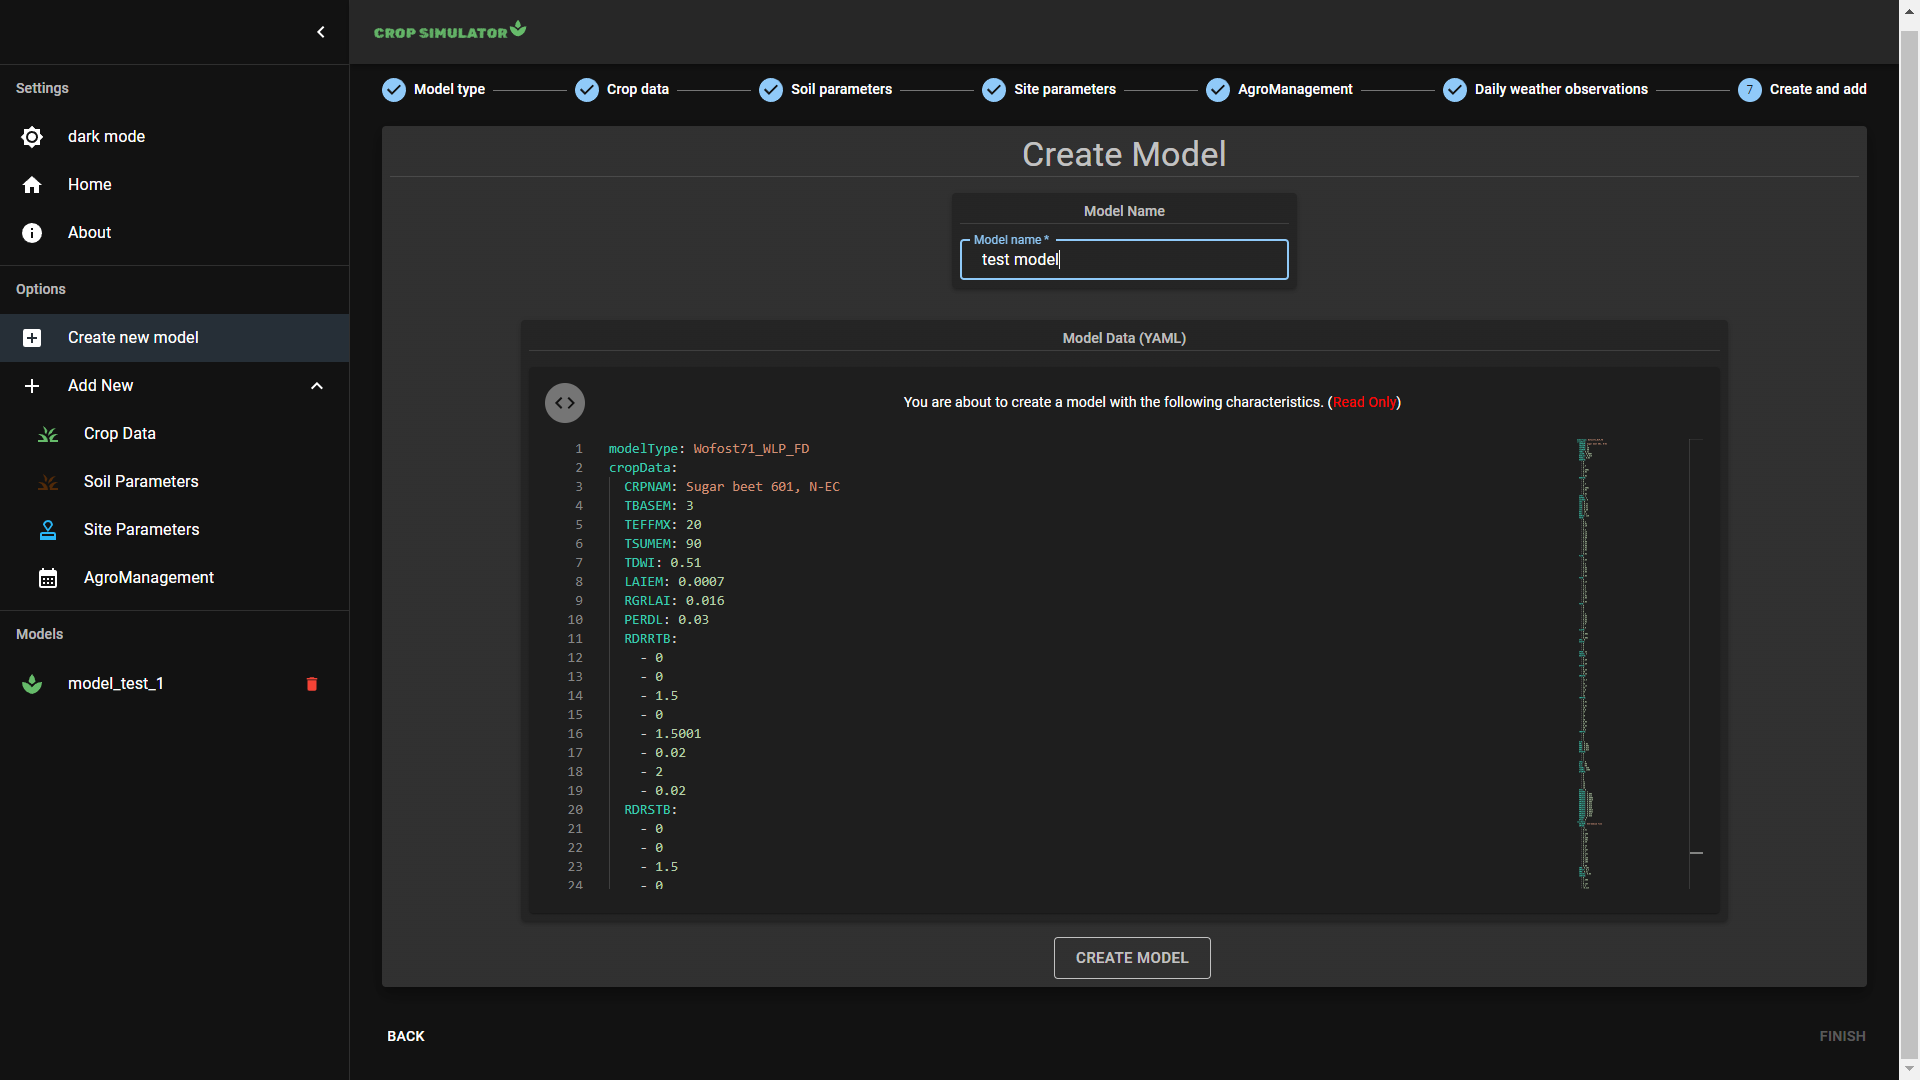 CROP SIMULATOR
Settings
dark mode
Home
About
Options
Create new model
Add New
Crop Data
Soil Parameters
Site Parameters
AgroManagement
Models
model_test_1
Model type
Crop data
Soil parameters
Site parameters
AgroManagement
Daily weather observations
7 Create and add
Create Model
Model Name
Model name *
test model
Model Data (YAML)
You are about to create a model with the following characteristics. (Read Only)
1 modelType: Wofost71_WLP_FD
2 cropData:
3 CRPNAM: Sugar beet 601, N-EC
4 TBASEM: 3
5 TEFFMX: 20
6 TSUMEM: 90
7 TDWI: 0.51
8 LAIEM: 0.0007
9 RGRLAI: 0.016
10 PERDL: 0.03
11 RDRRTB:
12 - 0
13 - 0
14 - 1.5
15 - 0
16 - 1.5001
17 - 0.02
18 - 2
19 - 0.02
20 RDRSTB:
21 - 0
22 - 0
23 - 1.5
24 - 0
CREATE MODEL
BACK
FINISH